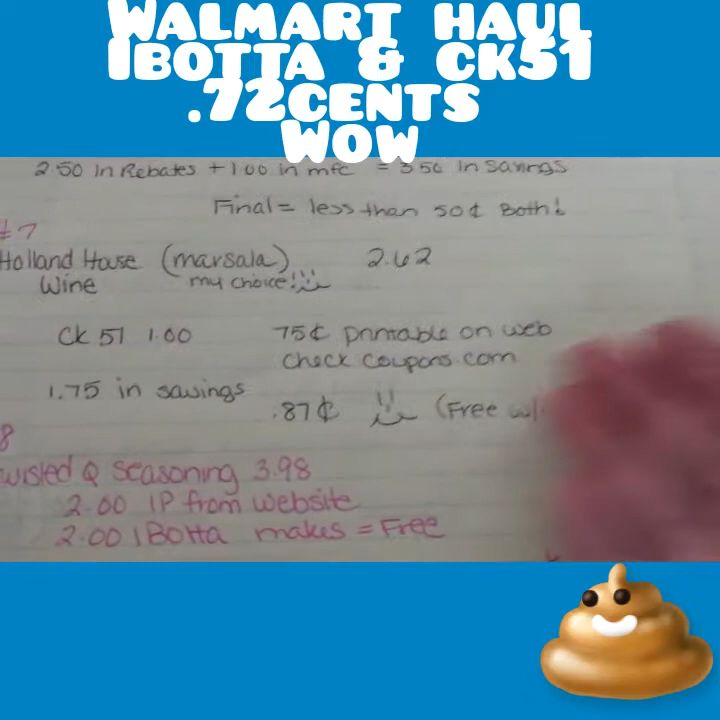 WALMART HAUL
IBOTTA & CK51
.72CENTS
WOW
2.50 in Rebates + 1.00 in mfc = 3.50 in savings
Final = less than 50¢ Both!
#7
Holland House (marsala) 2.62
Wine my choice!
CK 51 1.00 75¢ printable on web
check coupons.com
1.75 in savings
.87¢ (Free w/
8
wisted Q seasoning 3.98
2.00 IP from website
2.00 IBotta makes = Free